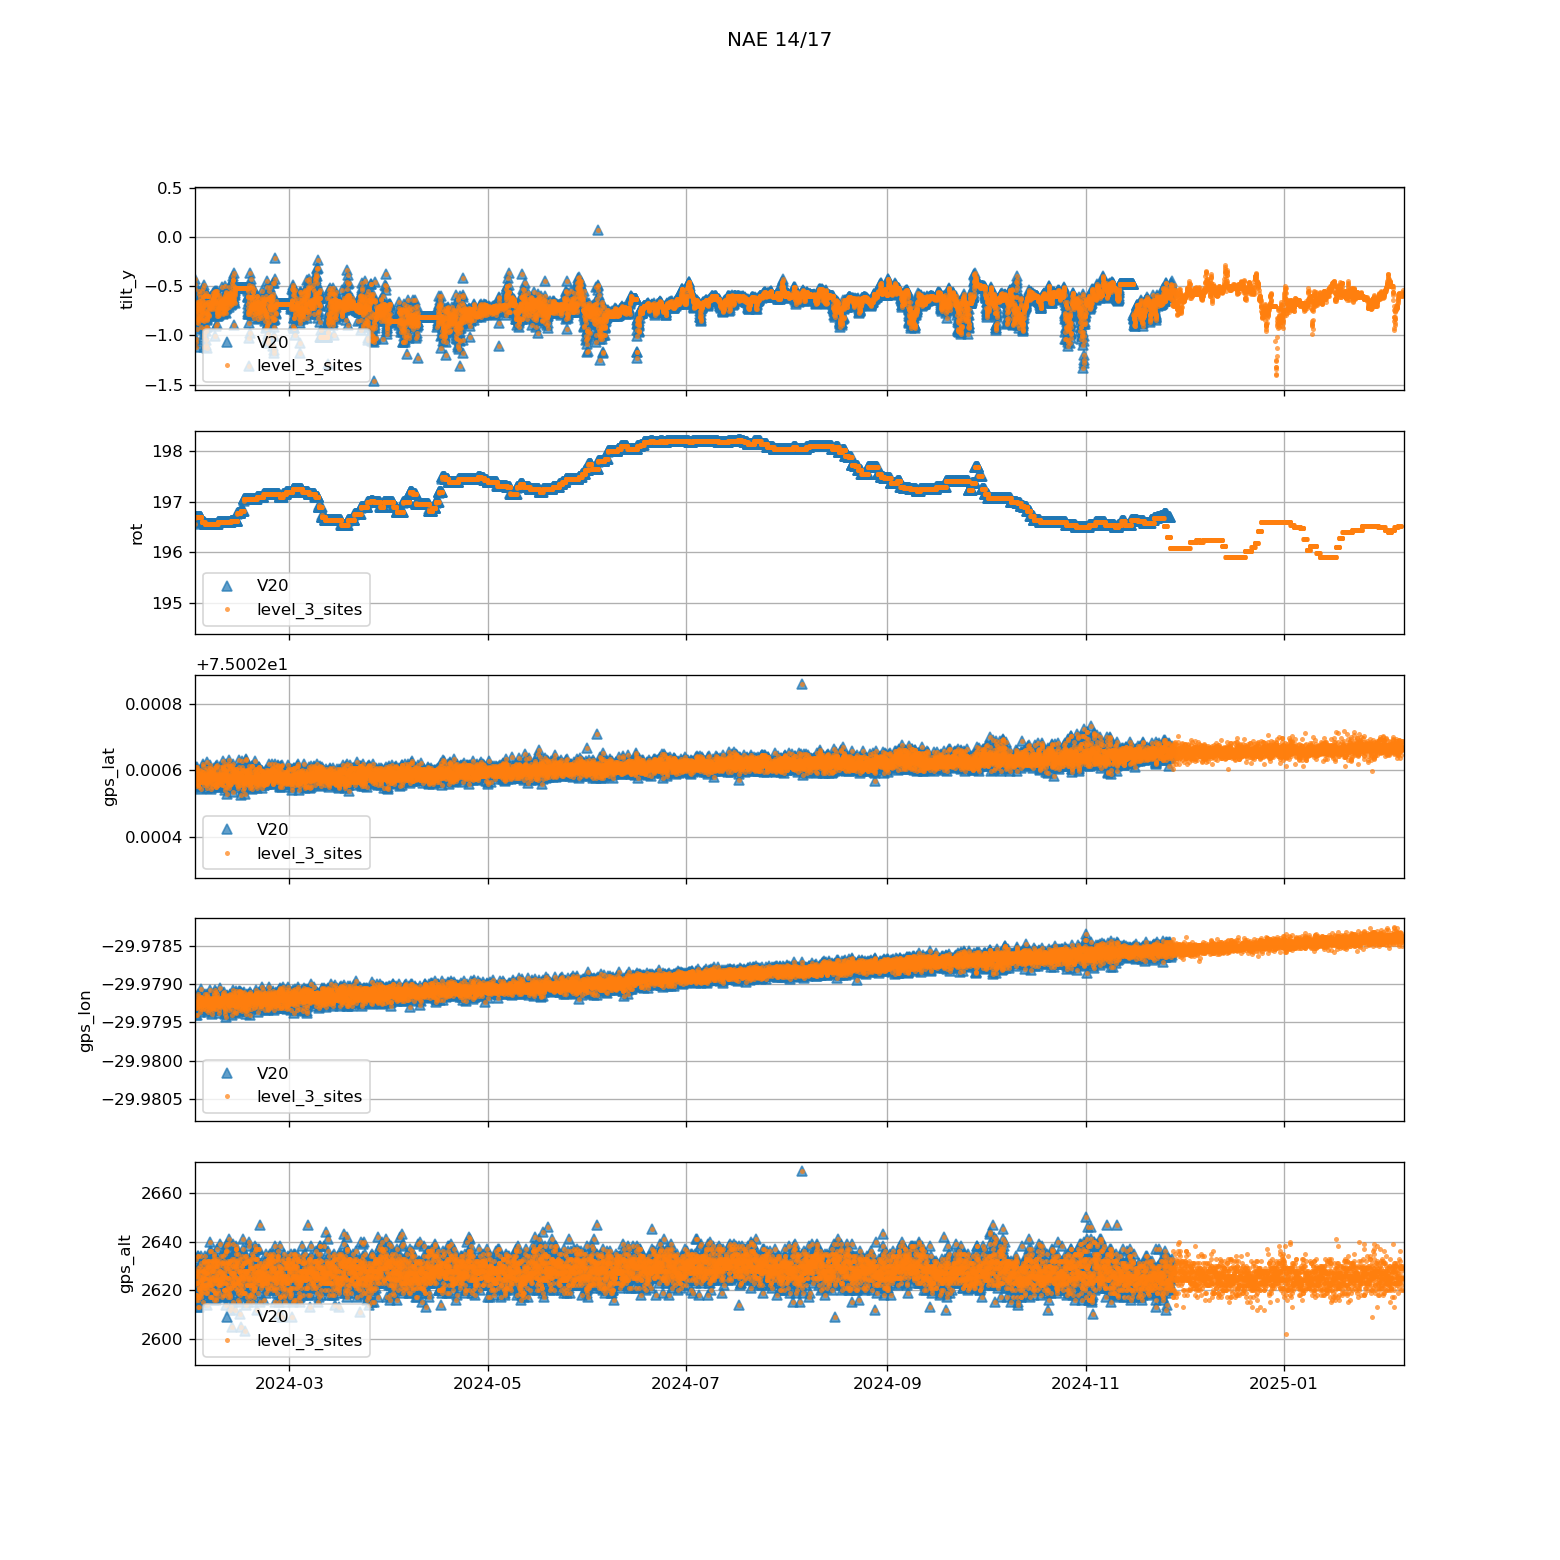 NAE 14/17
0.5
0.0
−0.5
−1.0
−1.5
tilt_y
V20
level_3_sites
198
197
196
195
rot
V20
level_3_sites
+7.5002e1
0.0008
0.0006
0.0004
gps_lat
V20
level_3_sites
−29.9785
−29.9790
−29.9795
−29.9800
−29.9805
gps_lon
V20
level_3_sites
2660
2640
2620
2600
gps_alt
V20
level_3_sites
2024-03
2024-05
2024-07
2024-09
2024-11
2025-01